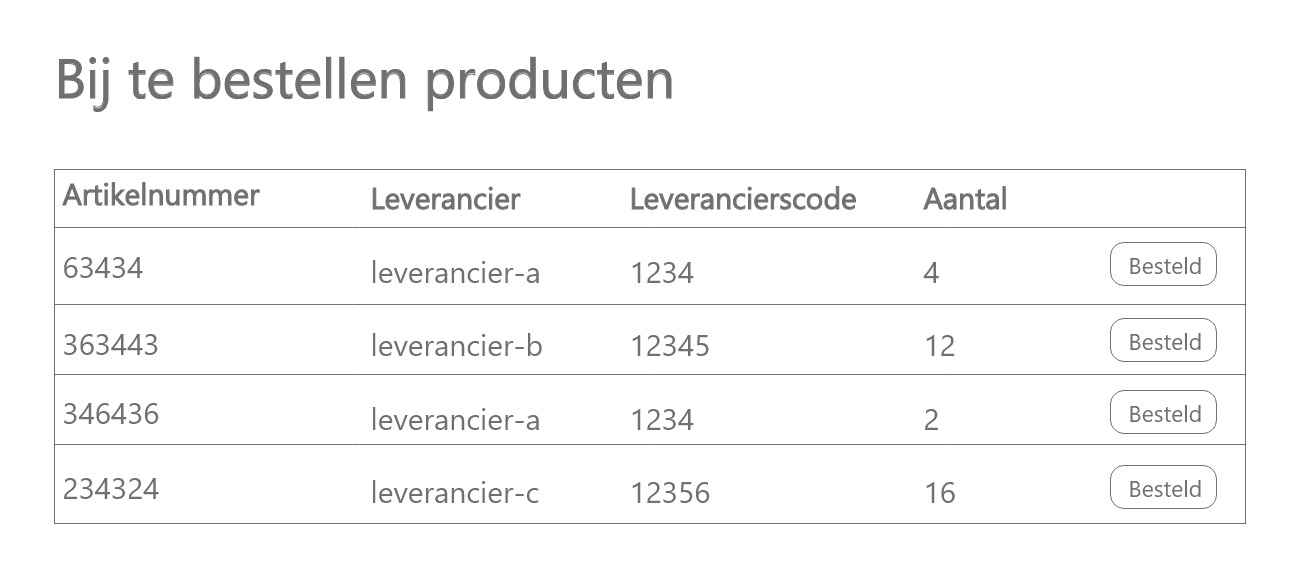 Bij te bestellen producten
Artikelnummer Leverancier Leverancierscode Aantal
63434 leverancier-a 1234 4 Besteld
363443 leverancier-b 12345 12 Besteld
346436 leverancier-a 1234 2 Besteld
234324 leverancier-c 12356 16 Besteld